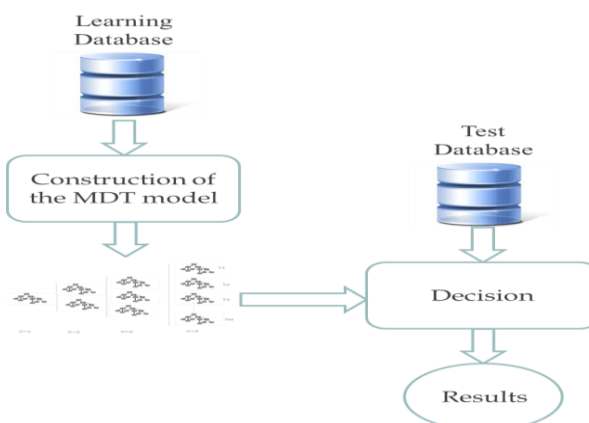 Learning
Database
Construction of
the MDT model
Test
Database
Decision
Results